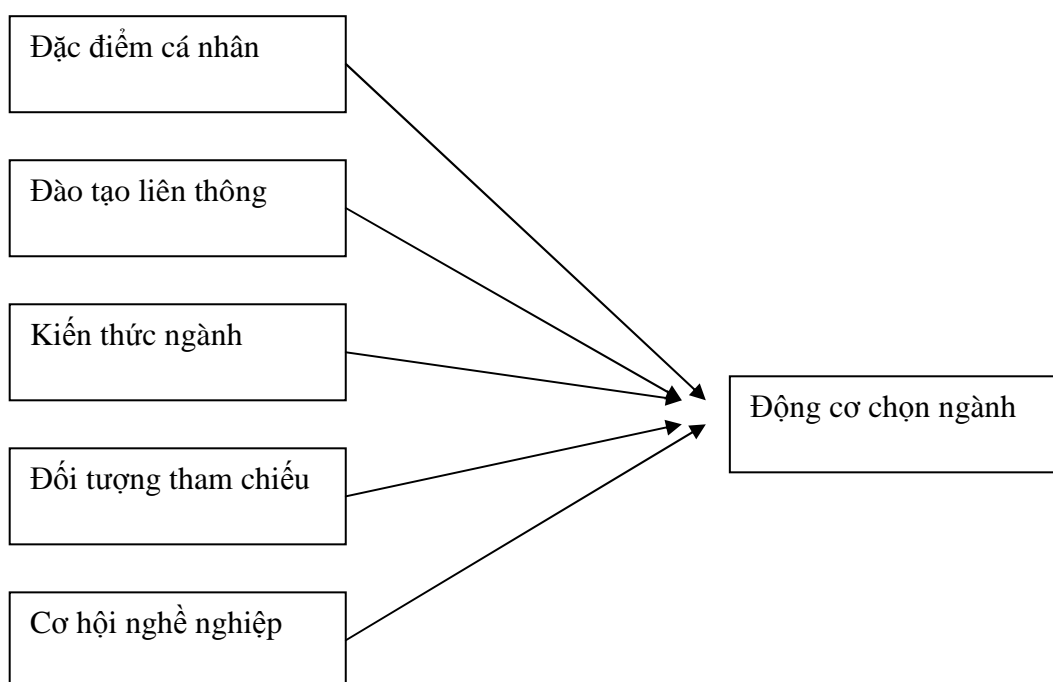 Đặc điểm cá nhân
Đào tạo liên thông
Kiến thức ngành
Động cơ chọn ngành
Đối tượng tham chiếu
Cơ hội nghề nghiệp